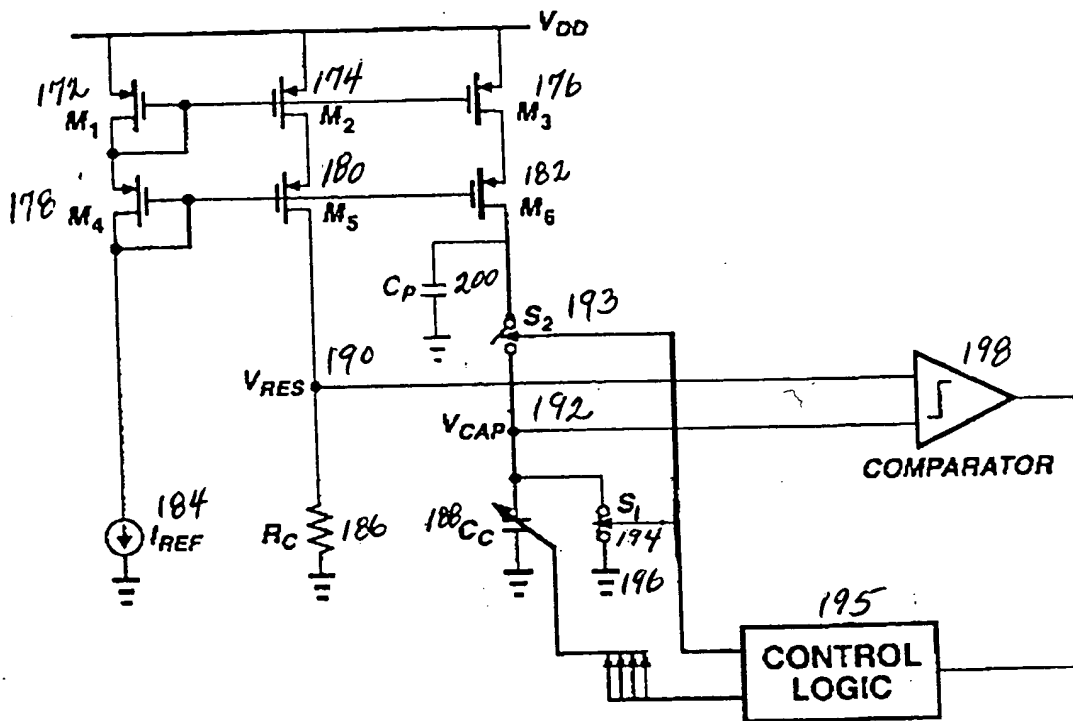 V_DD
172
M_1
174
M_2
176
M_3
178
M_4
180
M_5
182
M_6
C_P 200
S_2 193
190
V_RES
192
V_CAP
198
COMPARATOR
184
I_REF
R_C 186
188 C_C
S_1
194
196
195
CONTROL
LOGIC